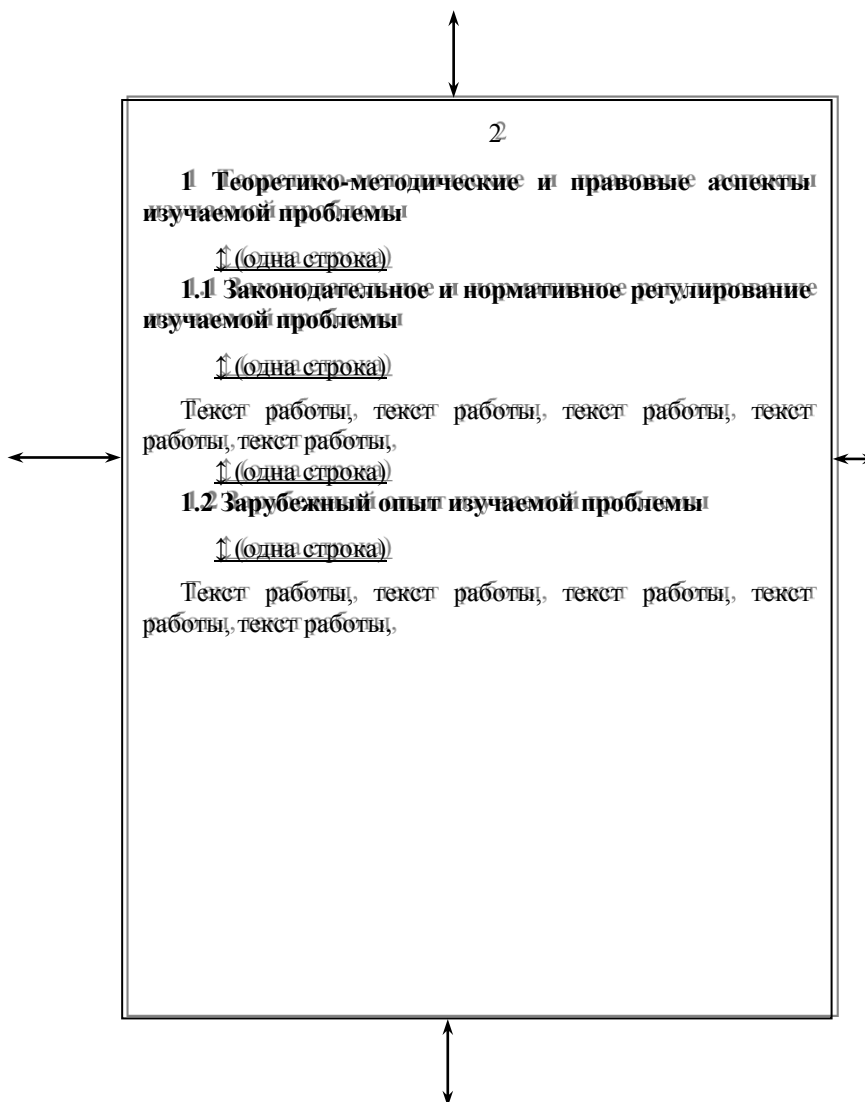 2
1 Теоретико-методические и правовые аспекты
изучаемой проблемы
↕ (одна строка)
1.1 Законодательное и нормативное регулирование
изучаемой проблемы
↕ (одна строка)
Текст работы, текст работы, текст работы, текст
работы, текст работы,
↕ (одна строка)
1.2 Зарубежный опыт изучаемой проблемы
↕ (одна строка)
Текст работы, текст работы, текст работы, текст
работы, текст работы,